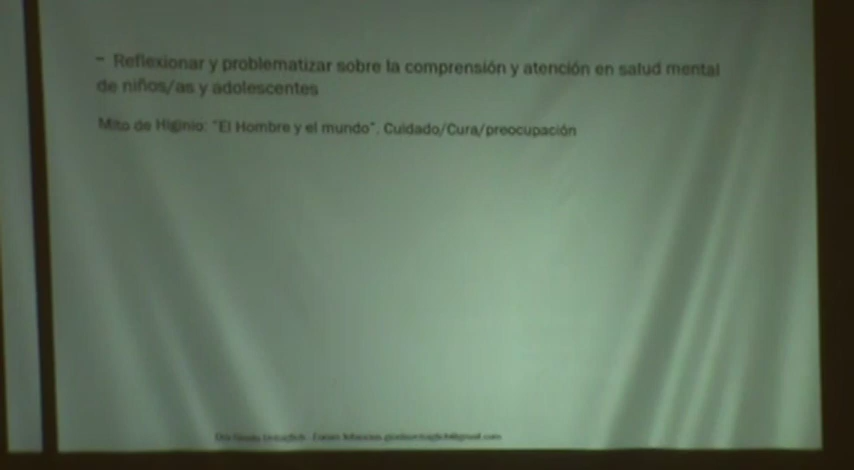 - Reflexionar y problematizar sobre la comprensión y atención en salud mental
de niños/as y adolescentes
Mito de Higinio: "El Hombre y el mundo". Cuidado/Cura/preocupación